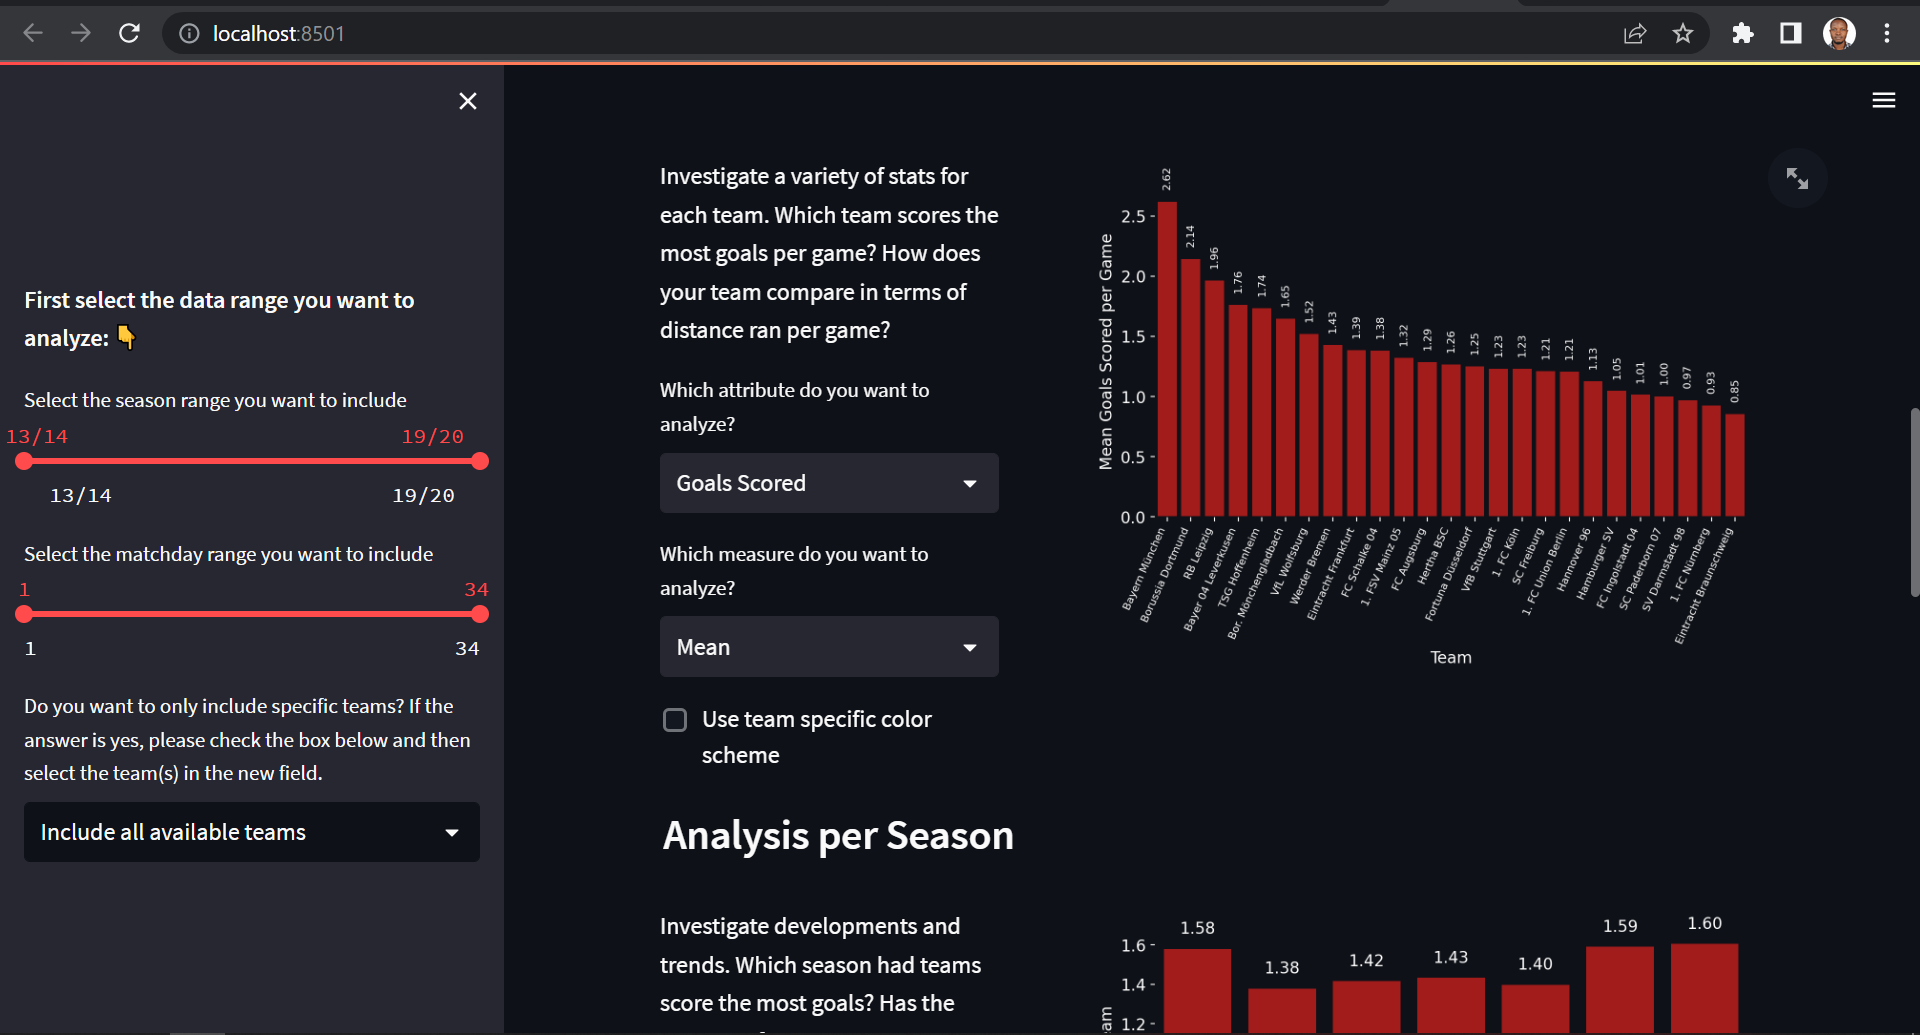 localhost:8501
First select the data range you want to
analyze: 👇
Select the season range you want to include
13/14 19/20
13/14 19/20
Select the matchday range you want to include
1 34
1 34
Do you want to only include specific teams? If the
answer is yes, please check the box below and then
select the team(s) in the new field.
Include all available teams
Investigate a variety of stats for
each team. Which team scores the
most goals per game? How does
your team compare in terms of
distance ran per game?
Which attribute do you want to
analyze?
Goals Scored
Which measure do you want to
analyze?
Mean
Use team specific color
scheme
Mean Goals Scored per Game
2.5
2.0
1.5
1.0
0.5
0.0
2.62
2.14
1.96
1.76
1.74
1.65
1.52
1.43
1.39
1.38
1.32
1.29
1.26
1.25
1.23
1.23
1.21
1.21
1.13
1.05
1.01
1.00
0.97
0.93
0.85
Bayern München
Borussia Dortmund
RB Leipzig
Bayer 04 Leverkusen
TSG Hoffenheim
Bor. Mönchengladbach
VfL Wolfsburg
Werder Bremen
Eintracht Frankfurt
FC Schalke 04
1. FSV Mainz 05
FC Augsburg
Hertha BSC
Fortuna Düsseldorf
VfB Stuttgart
1. FC Köln
SC Freiburg
1. FC Union Berlin
Hannover 96
Hamburger SV
FC Ingolstadt 04
SC Paderborn 07
SV Darmstadt 98
1. FC Nürnberg
Eintracht Braunschweig
Team
Analysis per Season
Investigate developments and
trends. Which season had teams
score the most goals? Has the
1.6
1.4
1.2
1.58
1.38
1.42
1.43
1.40
1.59
1.60